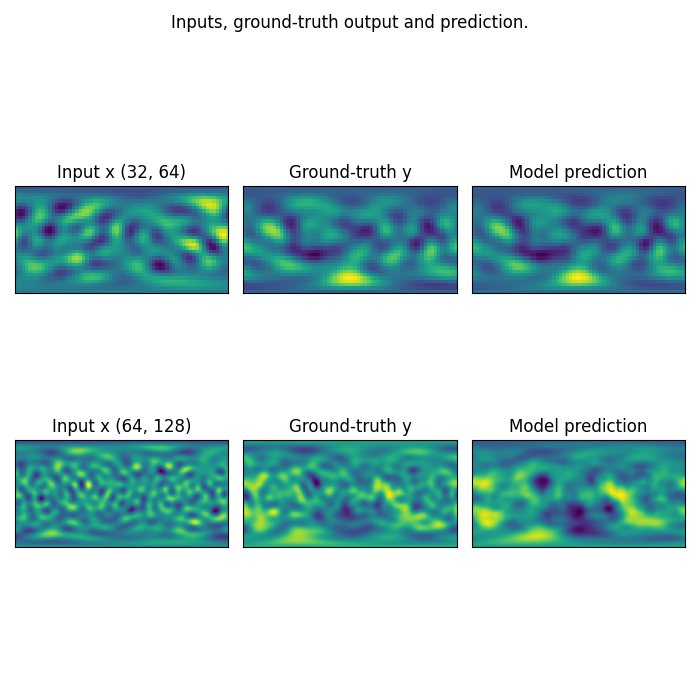 Inputs, ground-truth output and prediction.
Input x (32, 64)
Ground-truth y
Model prediction
Input x (64, 128)
Ground-truth y
Model prediction